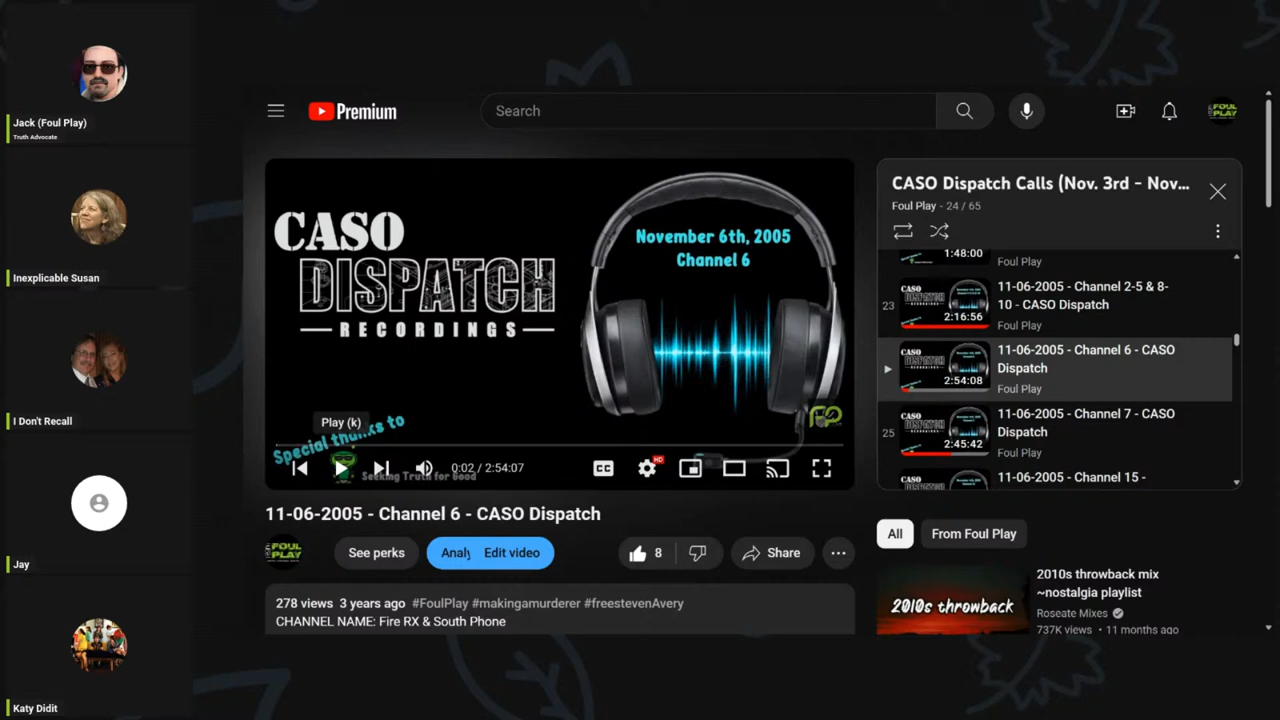 Jack (Foul Play)
Truth Advocate
Inexplicable Susan
I Don't Recall
Jay
Katy Didit
Premium
Search
FOUL PLAY
CASO
DISPATCH
RECORDINGS
November 6th, 2005
Channel 6
Special thanks to
Seeking Truth for Good
FP
Play (k)
0:02 / 2:54:07
CC
HD
11-06-2005 - Channel 6 - CASO Dispatch
FOUL PLAY
See perks
Analy
Edit video
8
Share
278 views 3 years ago #FoulPlay #makingamurderer #freestevenAvery
CHANNEL NAME: Fire RX & South Phone
CASO Dispatch Calls (Nov. 3rd - Nov...
Foul Play - 24 / 65
1:48:00
Foul Play
23
2:16:56
11-06-2005 - Channel 2-5 & 8-
10 - CASO Dispatch
Foul Play
2:54:08
11-06-2005 - Channel 6 - CASO
Dispatch
Foul Play
25
2:45:42
11-06-2005 - Channel 7 - CASO
Dispatch
Foul Play
11-06-2005 - Channel 15 -
All
From Foul Play
2010s throwback
2010s throwback mix
~nostalgia playlist
Roseate Mixes
737K views • 11 months ago